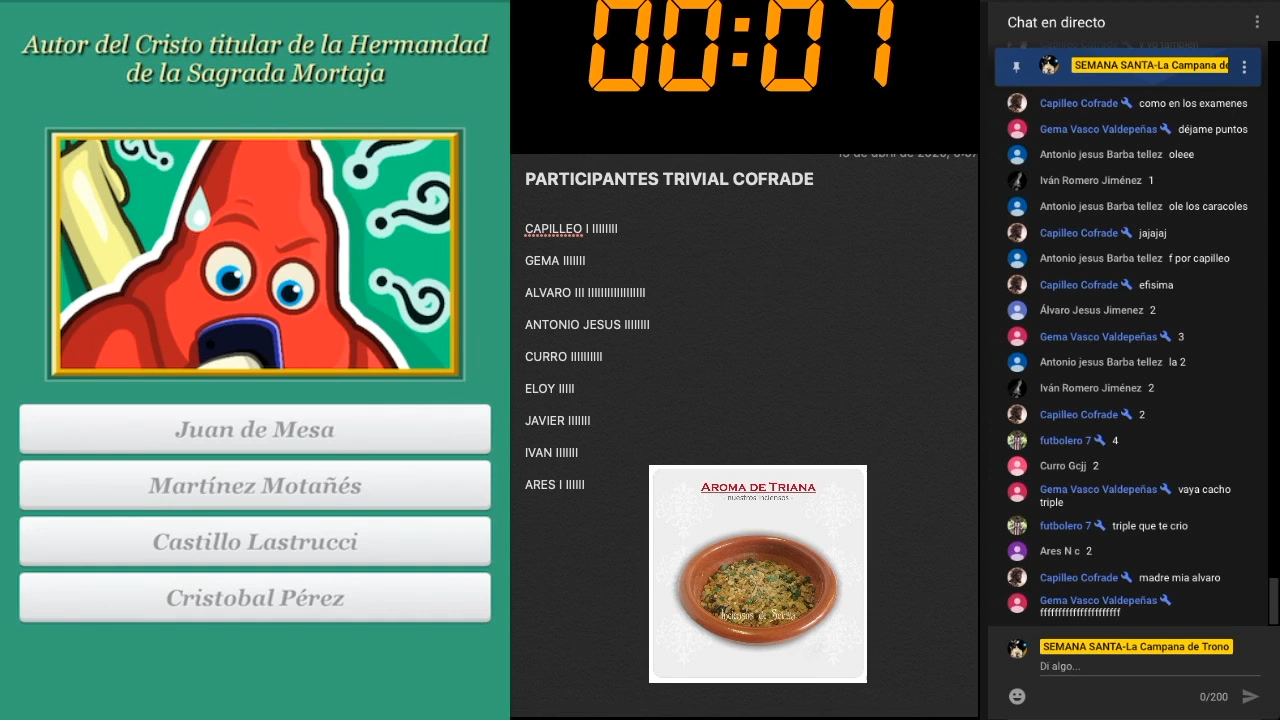 Autor del Cristo titular de la Hermandad
de la Sagrada Mortaja
Juan de Mesa
Martínez Motañés
Castillo Lastrucci
Cristobal Pérez
00:07
PARTICIPANTES TRIVIAL COFRADE
CAPILLEO I IIIIIIII
GEMA IIIIIII
ALVARO III IIIIIIIIIIIIIIIIII
ANTONIO JESUS IIIIIIII
CURRO IIIIIIIIII
ELOY IIIII
JAVIER IIIIIII
IVAN IIIIIII
ARES I IIIIII
AROMA DE TRIANA
nuestros inciensos
Inciensos de Sevilla
Chat en directo
SEMANA SANTA-La Campana de
Capilleo Cofrade como en los examenes
Gema Vasco Valdepeñas déjame puntos
Antonio jesus Barba tellez oleee
Iván Romero Jiménez 1
Antonio jesus Barba tellez ole los caracoles
Capilleo Cofrade jajajaj
Antonio jesus Barba tellez f por capilleo
Capilleo Cofrade efisima
Álvaro Jesus Jimenez 2
Gema Vasco Valdepeñas 3
Antonio jesus Barba tellez la 2
Iván Romero Jiménez 2
Capilleo Cofrade 2
futbolero 7 4
Curro Gcjj 2
Gema Vasco Valdepeñas vaya cacho
triple
futbolero 7 triple que te crio
Ares N c 2
Capilleo Cofrade madre mia alvaro
Gema Vasco Valdepeñas
ffffffffffffffffffffff
SEMANA SANTA-La Campana de Trono
Di algo...
0/200